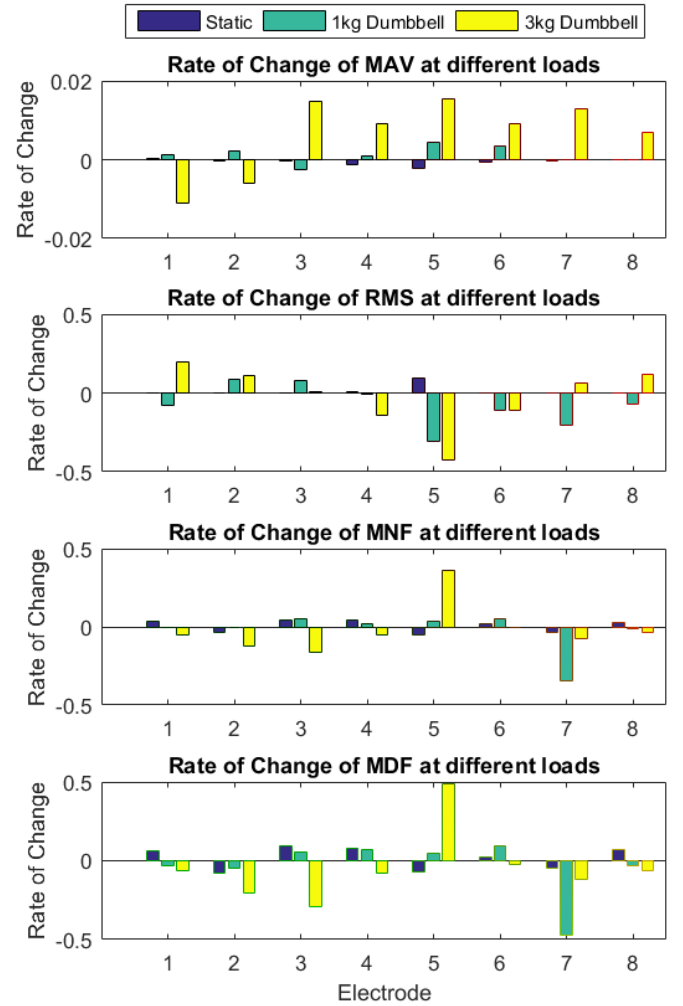 Static 1kg Dumbbell 3kg Dumbbell
Rate of Change of MAV at different loads
Rate of Change
0.02
0
-0.02
1 2 3 4 5 6 7 8
Rate of Change of RMS at different loads
Rate of Change
0.5
0
-0.5
1 2 3 4 5 6 7 8
Rate of Change of MNF at different loads
Rate of Change
0.5
0
-0.5
1 2 3 4 5 6 7 8
Rate of Change of MDF at different loads
Rate of Change
0.5
0
-0.5
1 2 3 4 5 6 7 8
Electrode